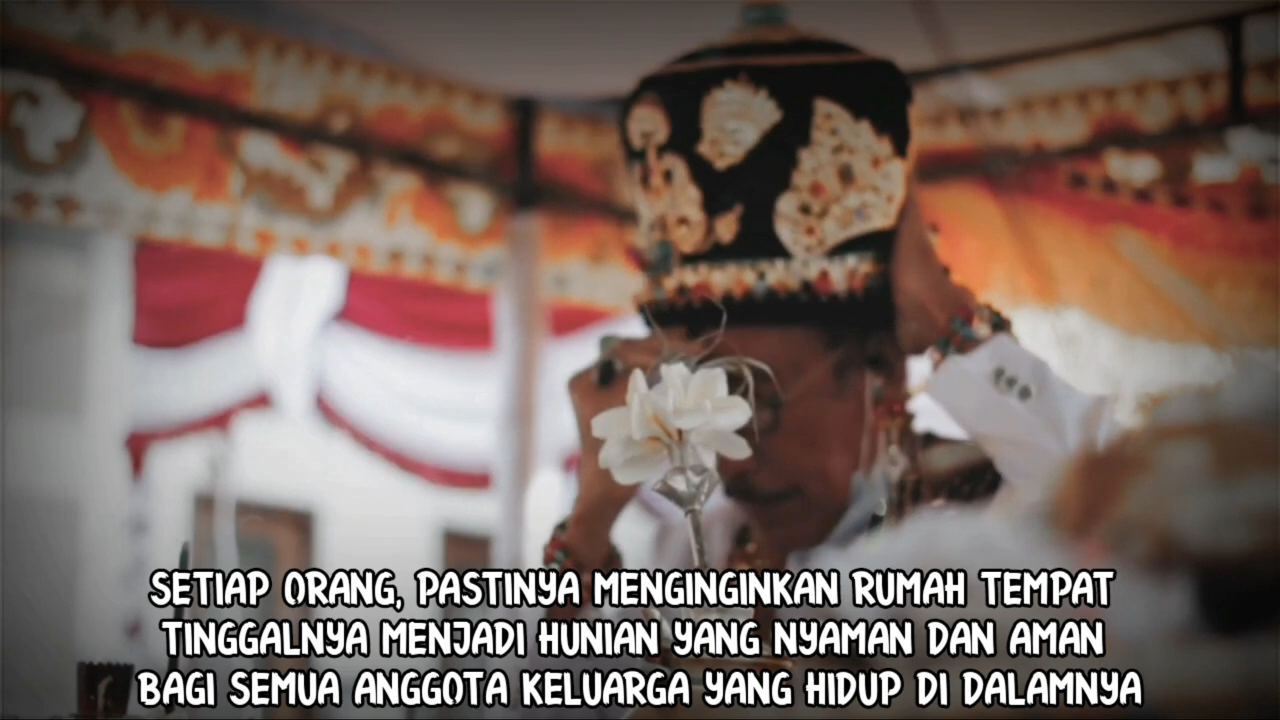 SETIAP ORANG, PASTINYA MENGINGINKAN RUMAH TEMPAT
TINGGALNYA MENJADI HUNIAN YANG NYAMAN DAN AMAN
BAGI SEMUA ANGGOTA KELUARGA YANG HIDUP DI DALAMNYA